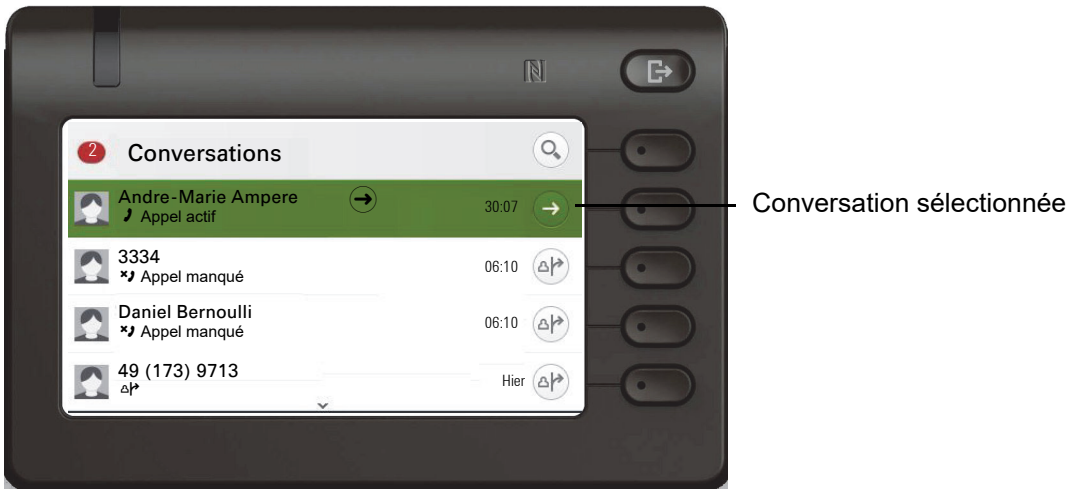 2 Conversations
Andre-Marie Ampere
Appel actif
30:07
Conversation sélectionnée
3334
Appel manqué
06:10
Daniel Bernoulli
Appel manqué
06:10
49 (173) 9713
Hier